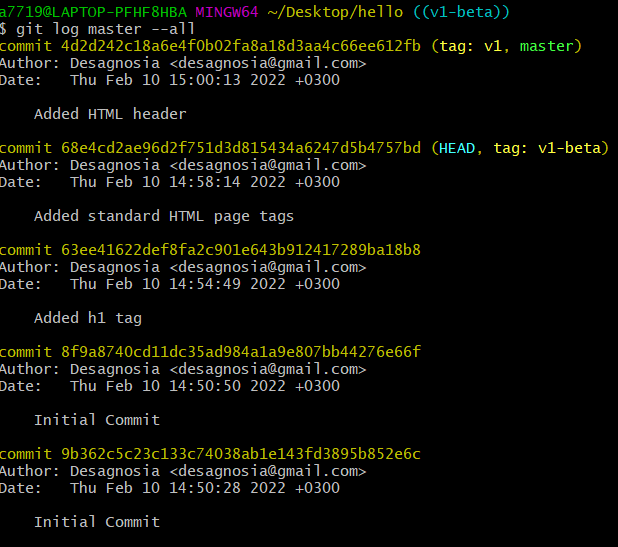 a7719@LAPTOP-PFHF8HBA MINGW64 ~/Desktop/hello ((v1-beta))
$ git log master --all
commit 4d2d242c18a6e4f0b02fa8a18d3aa4c66ee612fb (tag: v1, master)
Author: Desagnosia <desagnosia@gmail.com>
Date:   Thu Feb 10 15:00:13 2022 +0300
    Added HTML header
commit 68e4cd2ae96d2f751d3d815434a6247d5b4757bd (HEAD, tag: v1-beta)
Author: Desagnosia <desagnosia@gmail.com>
Date:   Thu Feb 10 14:58:14 2022 +0300
    Added standard HTML page tags
commit 63ee41622def8fa2c901e643b912417289ba18b8
Author: Desagnosia <desagnosia@gmail.com>
Date:   Thu Feb 10 14:54:49 2022 +0300
    Added h1 tag
commit 8f9a8740cd11dc35ad984a1a9e807bb44276e66f
Author: Desagnosia <desagnosia@gmail.com>
Date:   Thu Feb 10 14:50:50 2022 +0300
    Initial Commit
commit 9b362c5c23c133c74038ab1e143fd3895b852e6c
Author: Desagnosia <desagnosia@gmail.com>
Date:   Thu Feb 10 14:50:28 2022 +0300
    Initial Commit